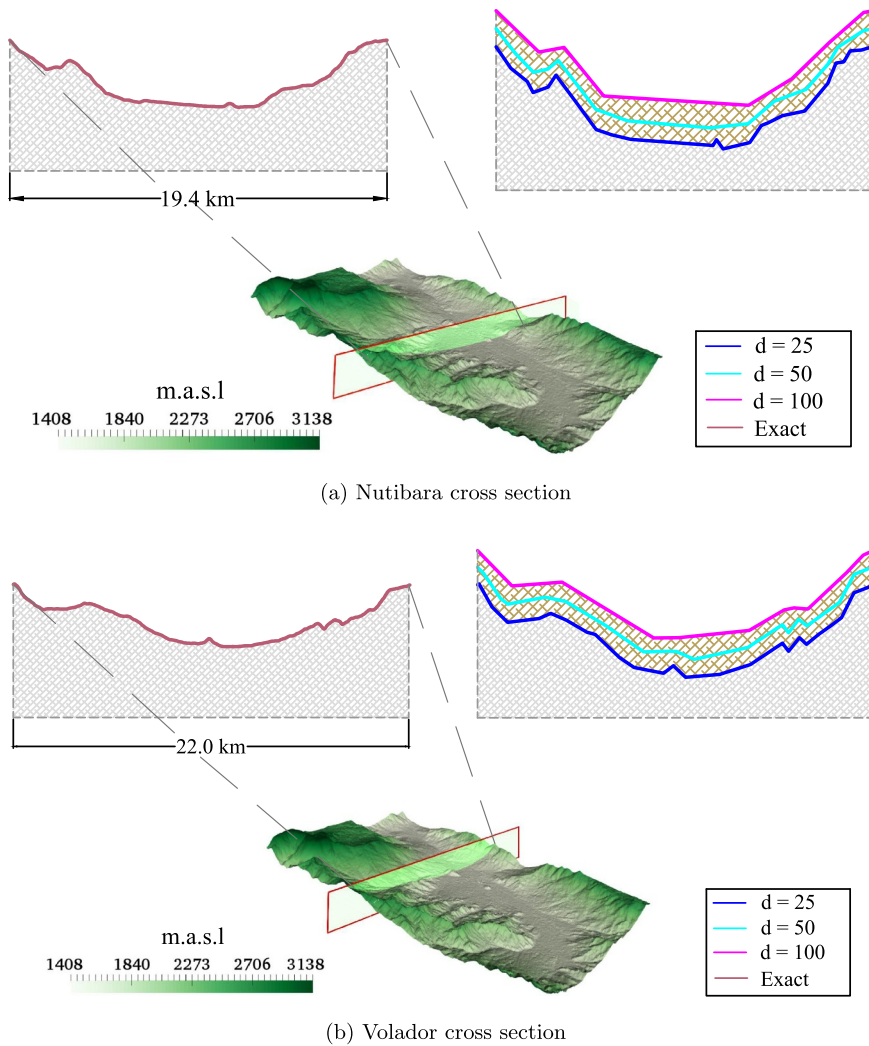 19.4 km
d = 25
d = 50
d = 100
Exact
m.a.s.l
1408 1840 2273 2706 3138
(a) Nutibara cross section
22.0 km
d = 25
d = 50
d = 100
Exact
m.a.s.l
1408 1840 2273 2706 3138
(b) Volador cross section